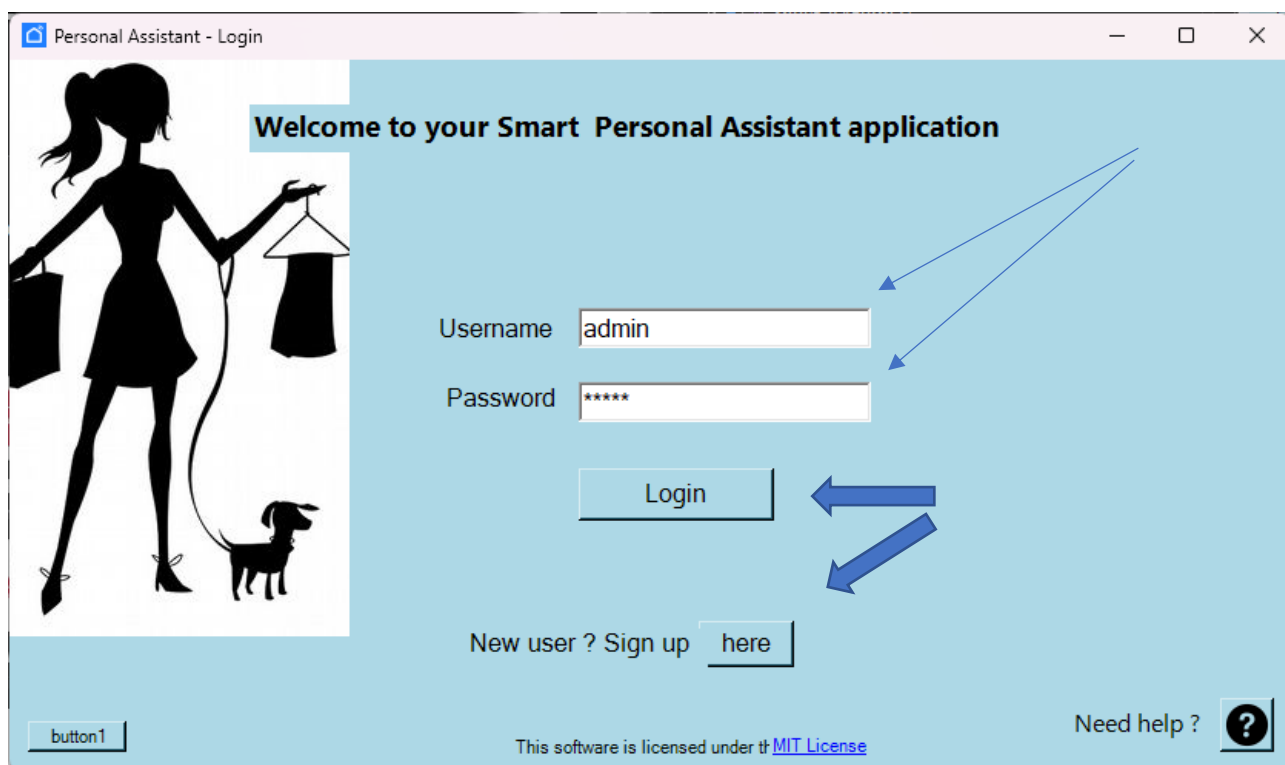 Personal Assistant - Login
Welcome to your Smart Personal Assistant application
Username admin
Password *****
Login
New user ? Sign up here
Need help ? ?
button1
This software is licensed under th MIT License